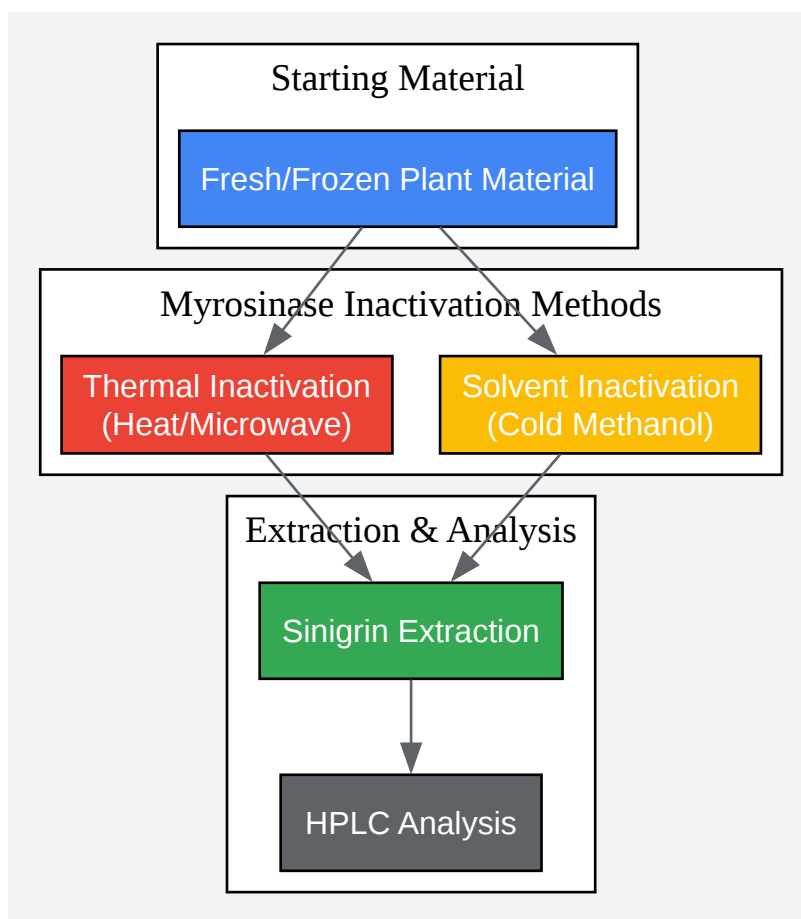 Starting Material
Fresh/Frozen Plant Material
Myrosinase Inactivation Methods
Thermal Inactivation
(Heat/Microwave)
Solvent Inactivation
(Cold Methanol)
Extraction & Analysis
Sinigrin Extraction
HPLC Analysis